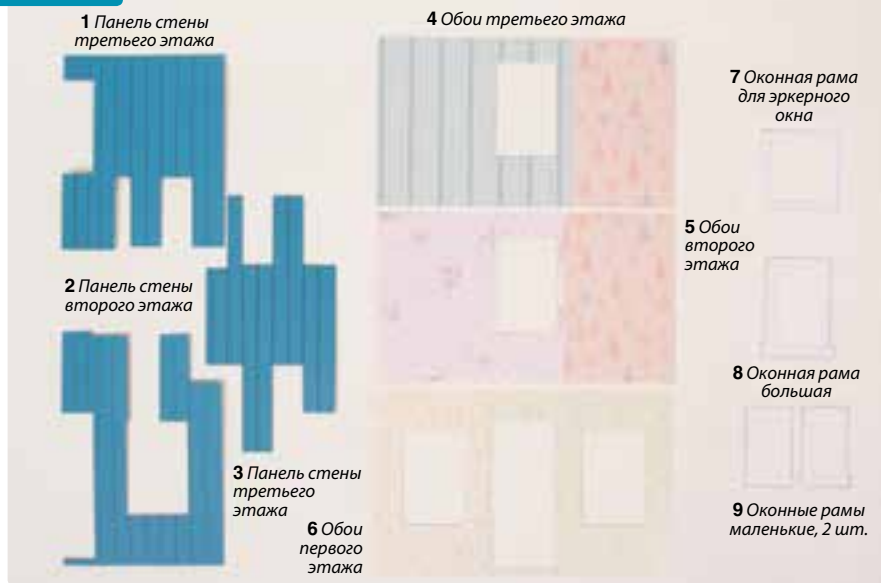 1 Панель стены
третьего этажа
4 Обои третьего этажа
7 Оконная рама
для эркерного
окна
5 Обои
второго
этажа
2 Панель стены
второго этажа
8 Оконная рама
большая
3 Панель стены
третьего
этажа
6 Обои
первого
этажа
9 Оконные рамы
маленькие, 2 шт.